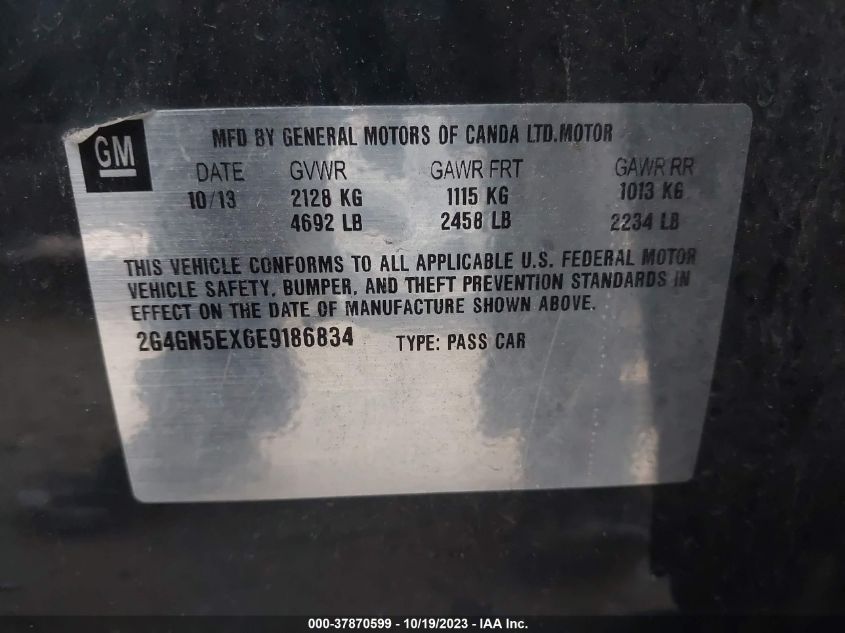 GM
MFD BY GENERAL MOTORS OF CANDA LTD.MOTOR
DATE GVWR GAWR FRT GAWR RR
10/13 2128 KG 1115 KG 1013 KG
4692 LB 2458 LB 2234 LB
THIS VEHICLE CONFORMS TO ALL APPLICABLE U.S. FEDERAL MOTOR
VEHICLE SAFETY, BUMPER, AND THEFT PREVENTION STANDARDS IN
EFFECT ON THE DATE OF MANUFACTURE SHOWN ABOVE.
2G4GN5EX6E9186834 TYPE: PASS CAR
000-37870599 - 10/19/2023 - IAA Inc.